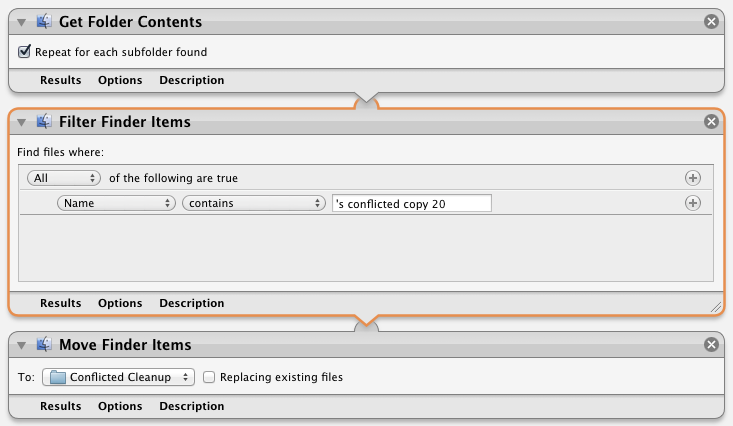 Get Folder Contents
Repeat for each subfolder found
Results Options Description
Filter Finder Items
Find files where:
All of the following are true
Name contains 's conflicted copy 20
Results Options Description
Move Finder Items
To: Conflicted Cleanup Replacing existing files
Results Options Description